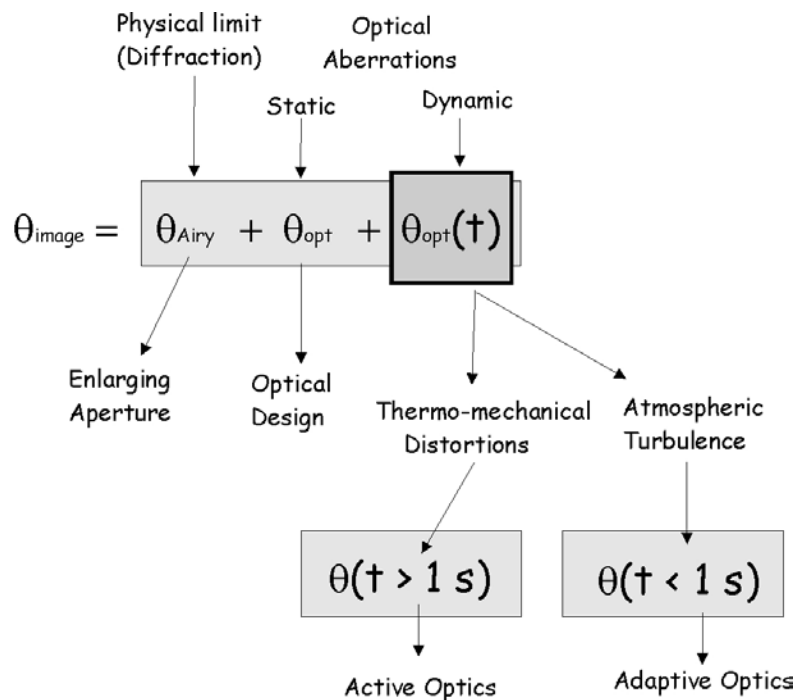 Physical limit
(Diffraction)
Optical
Aberrations
Static
Dynamic
θimage = θAiry + θopt + θopt(t)
Enlarging
Aperture
Optical
Design
Thermo-mechanical
Distortions
Atmospheric
Turbulence
θ(t > 1 s)
θ(t < 1 s)
Active Optics
Adaptive Optics